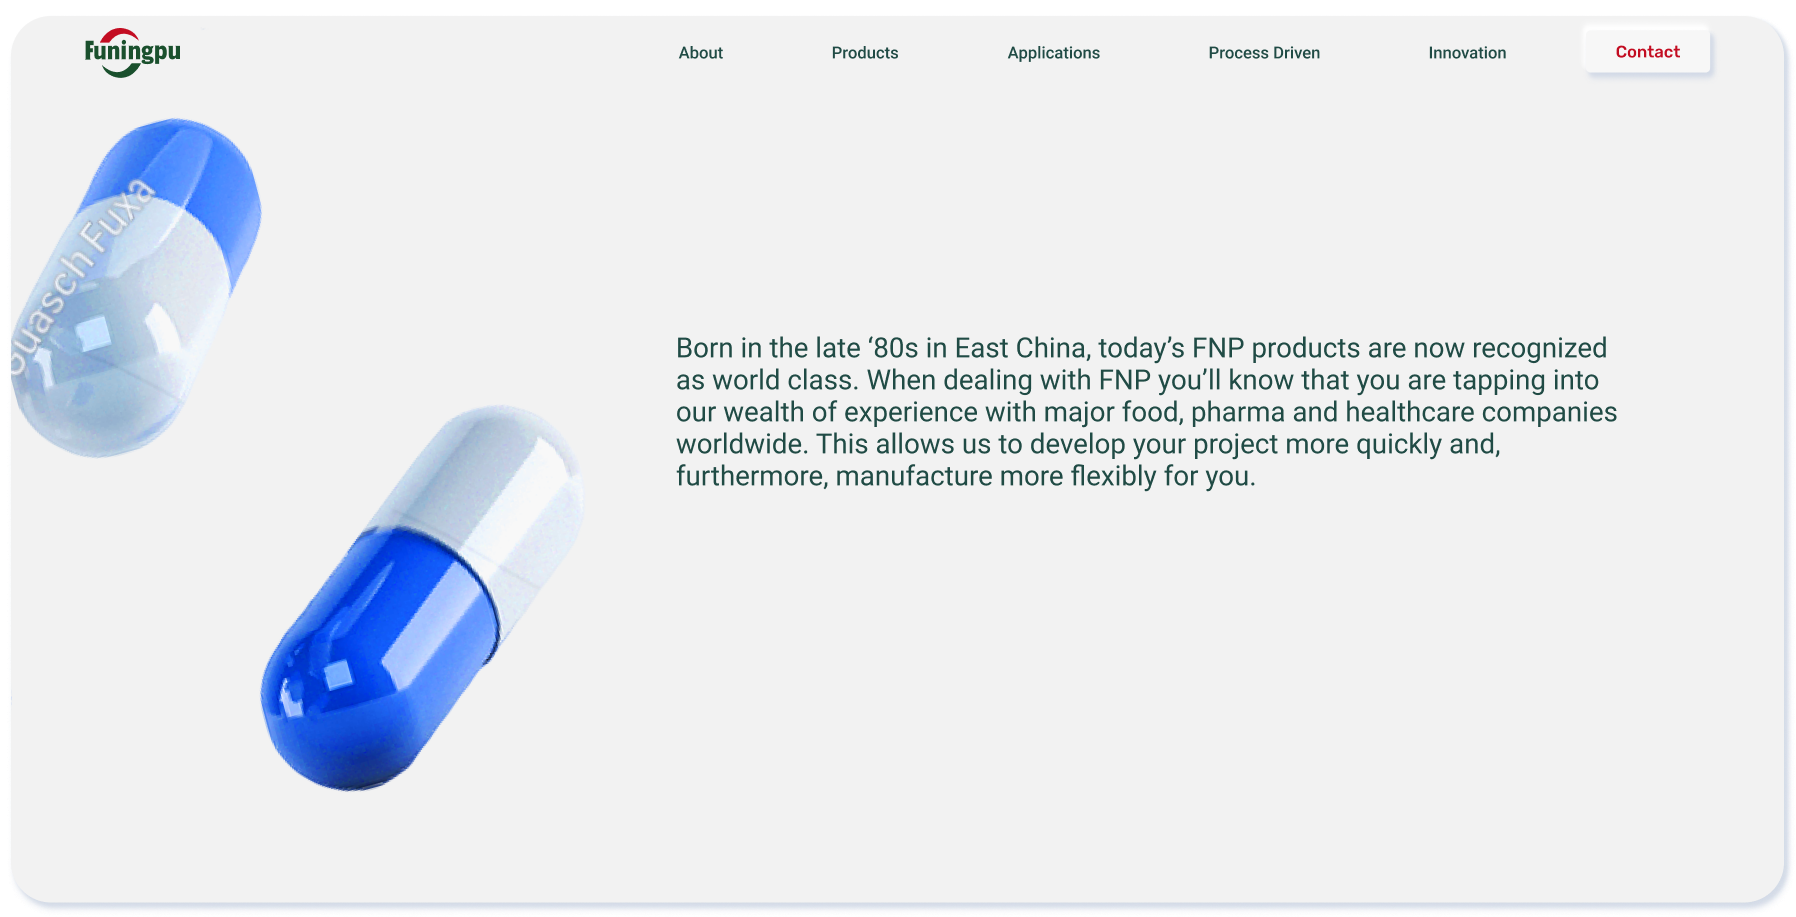 Funingpu
About
Products
Applications
Process Driven
Innovation
Contact
Born in the late ‘80s in East China, today’s FNP products are now recognized
as world class. When dealing with FNP you’ll know that you are tapping into
our wealth of experience with major food, pharma and healthcare companies
worldwide. This allows us to develop your project more quickly and,
furthermore, manufacture more flexibly for you.
Guasch Fuxa